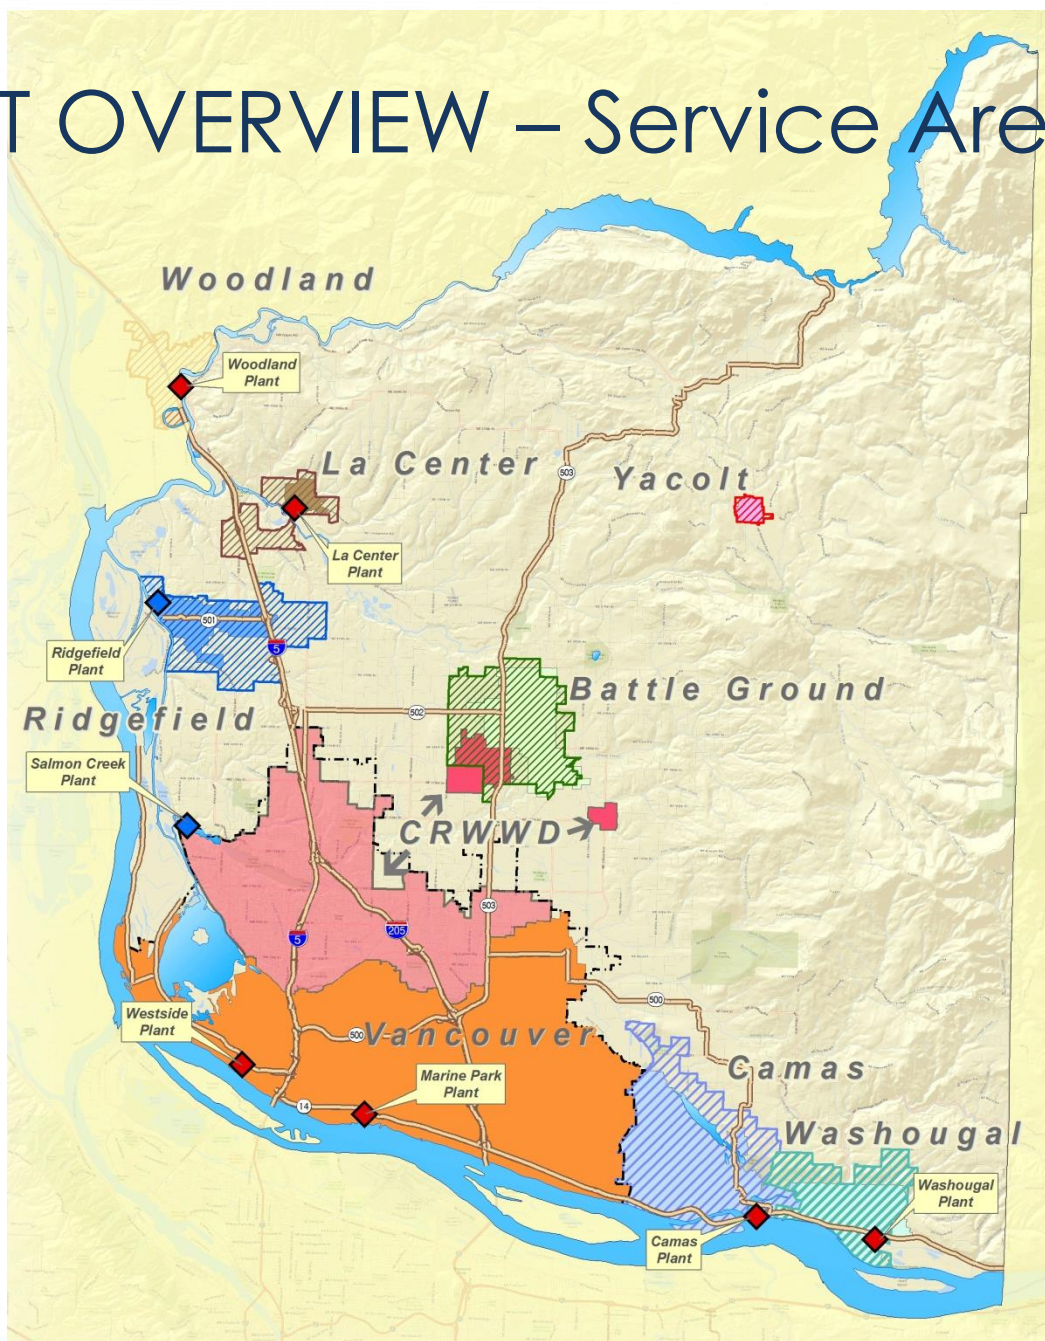 T OVERVIEW – Service Are
Woodland
Woodland
Plant
La Center
503
Yacolt
La Center
Plant
501
5
Ridgefield
Plant
Battle Ground
Ridgefield
502
Salmon Creek
Plant
CRWWD
503
205
5
500
Westside
Plant
500
Vancouver
Camas
Marine Park
Plant
14
Washougal
Washougal
Plant
Camas
Plant